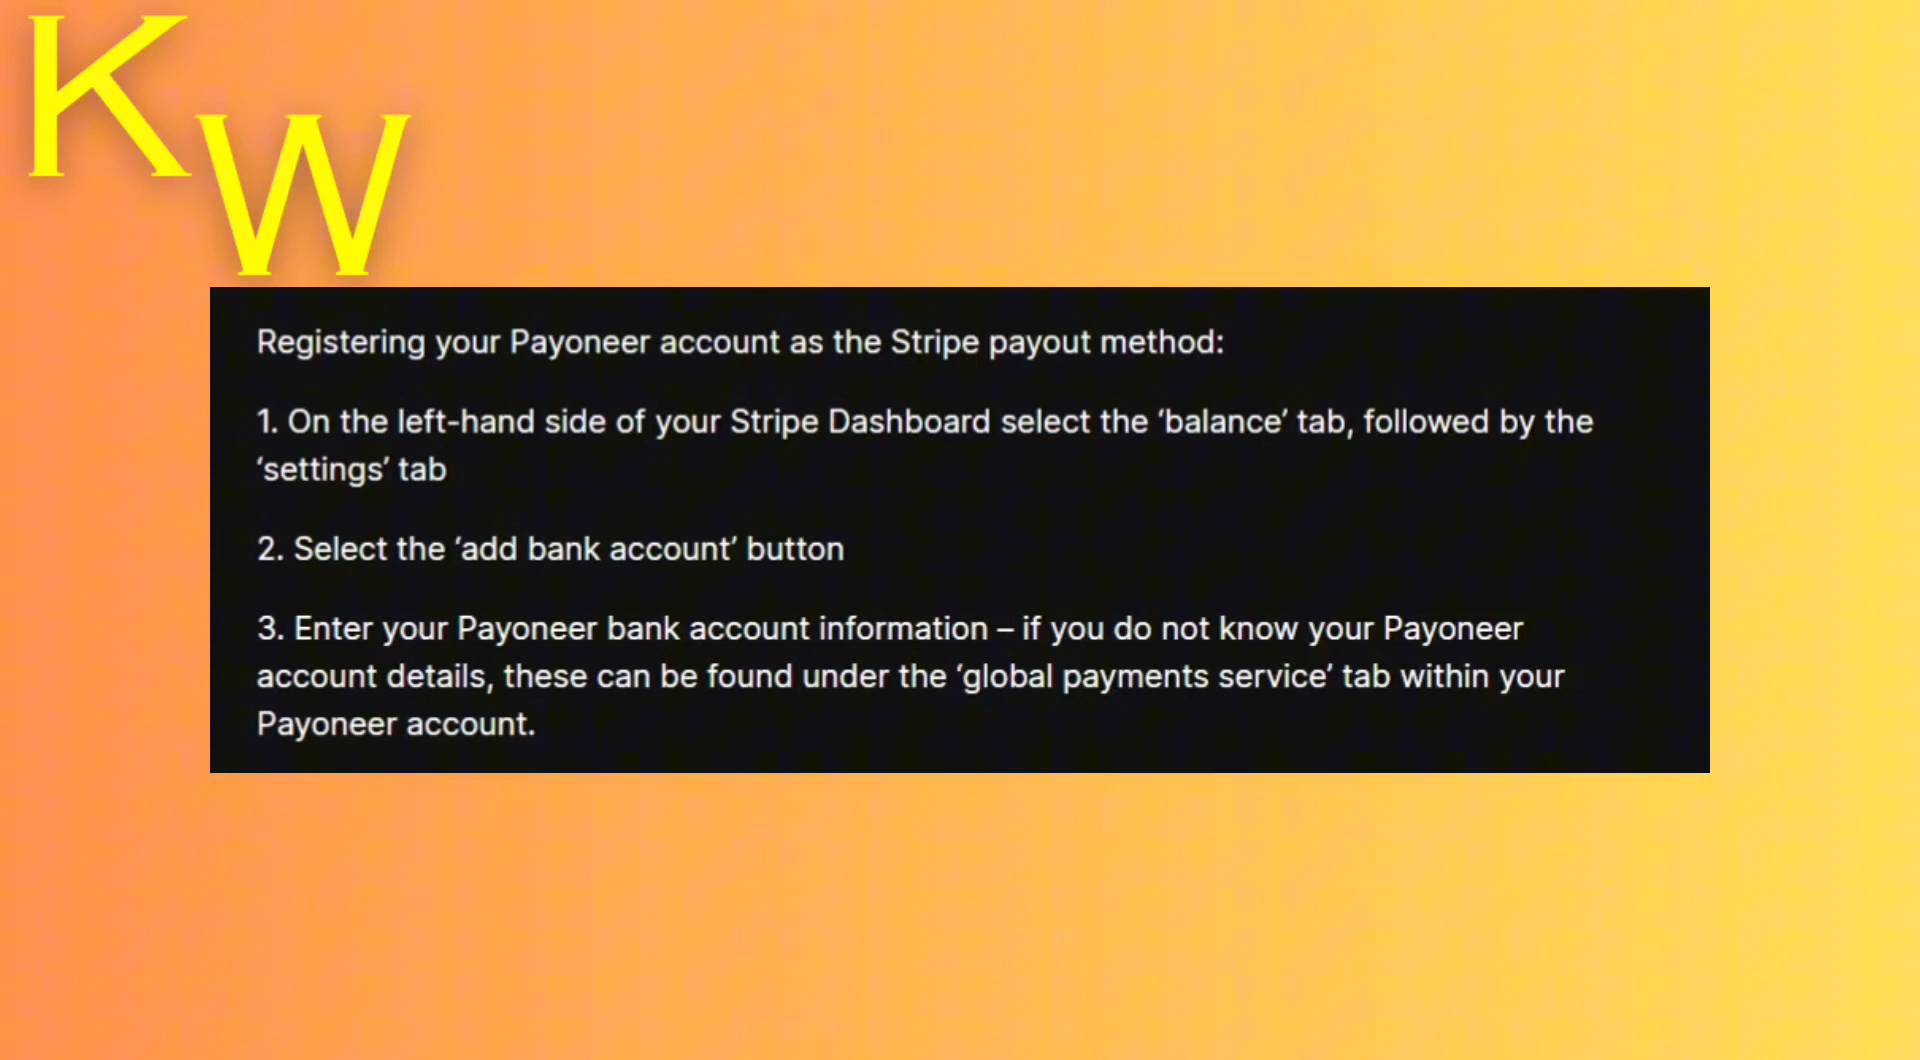 K
W
Registering your Payoneer account as the Stripe payout method:
1. On the left-hand side of your Stripe Dashboard select the ‘balance’ tab, followed by the
‘settings’ tab
2. Select the ‘add bank account’ button
3. Enter your Payoneer bank account information – if you do not know your Payoneer
account details, these can be found under the ‘global payments service’ tab within your
Payoneer account.